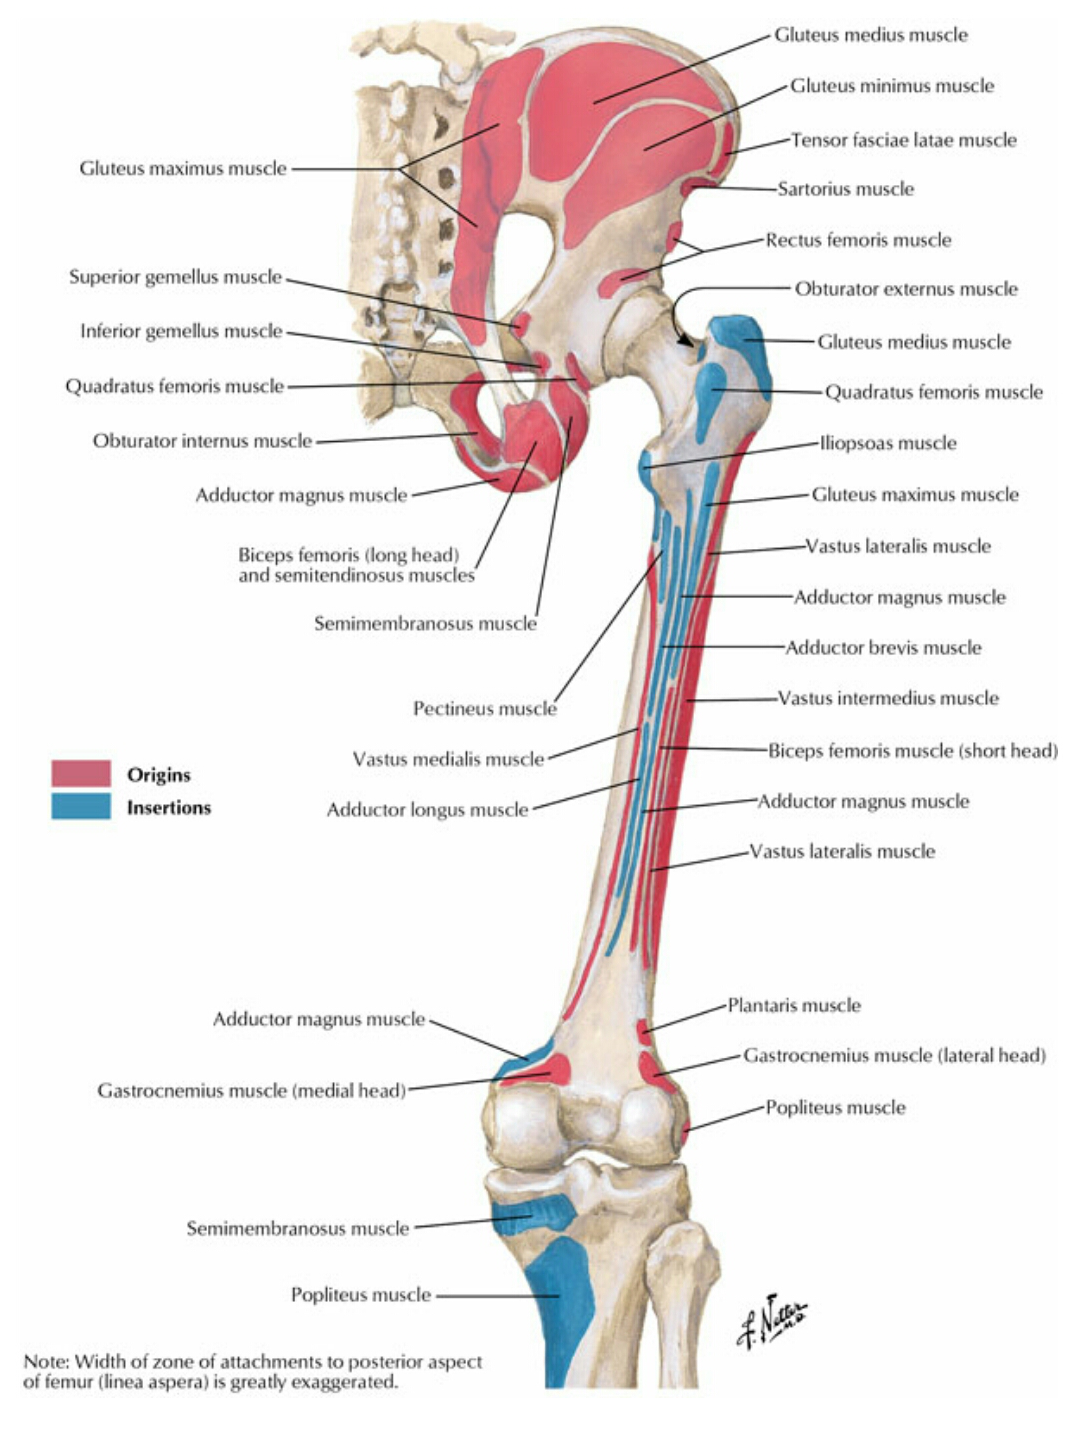 Gluteus medius muscle
Gluteus minimus muscle
Tensor fasciae latae muscle
Gluteus maximus muscle
Sartorius muscle
Rectus femoris muscle
Superior gemellus muscle
Obturator externus muscle
Inferior gemellus muscle
Gluteus medius muscle
Quadratus femoris muscle
Quadratus femoris muscle
Obturator internus muscle
Iliopsoas muscle
Adductor magnus muscle
Gluteus maximus muscle
Biceps femoris (long head)
and semitendinosus muscles
Vastus lateralis muscle
Adductor magnus muscle
Semimembranosus muscle
Adductor brevis muscle
Pectineus muscle
Vastus intermedius muscle
Vastus medialis muscle
Biceps femoris muscle (short head)
Origins
Insertions
Adductor longus muscle
Adductor magnus muscle
Vastus lateralis muscle
Adductor magnus muscle
Plantaris muscle
Gastrocnemius muscle (lateral head)
Gastrocnemius muscle (medial head)
Popliteus muscle
Semimembranosus muscle
Popliteus muscle
F. Netter
M.D.
Note: Width of zone of attachments to posterior aspect
of femur (linea aspera) is greatly exaggerated.